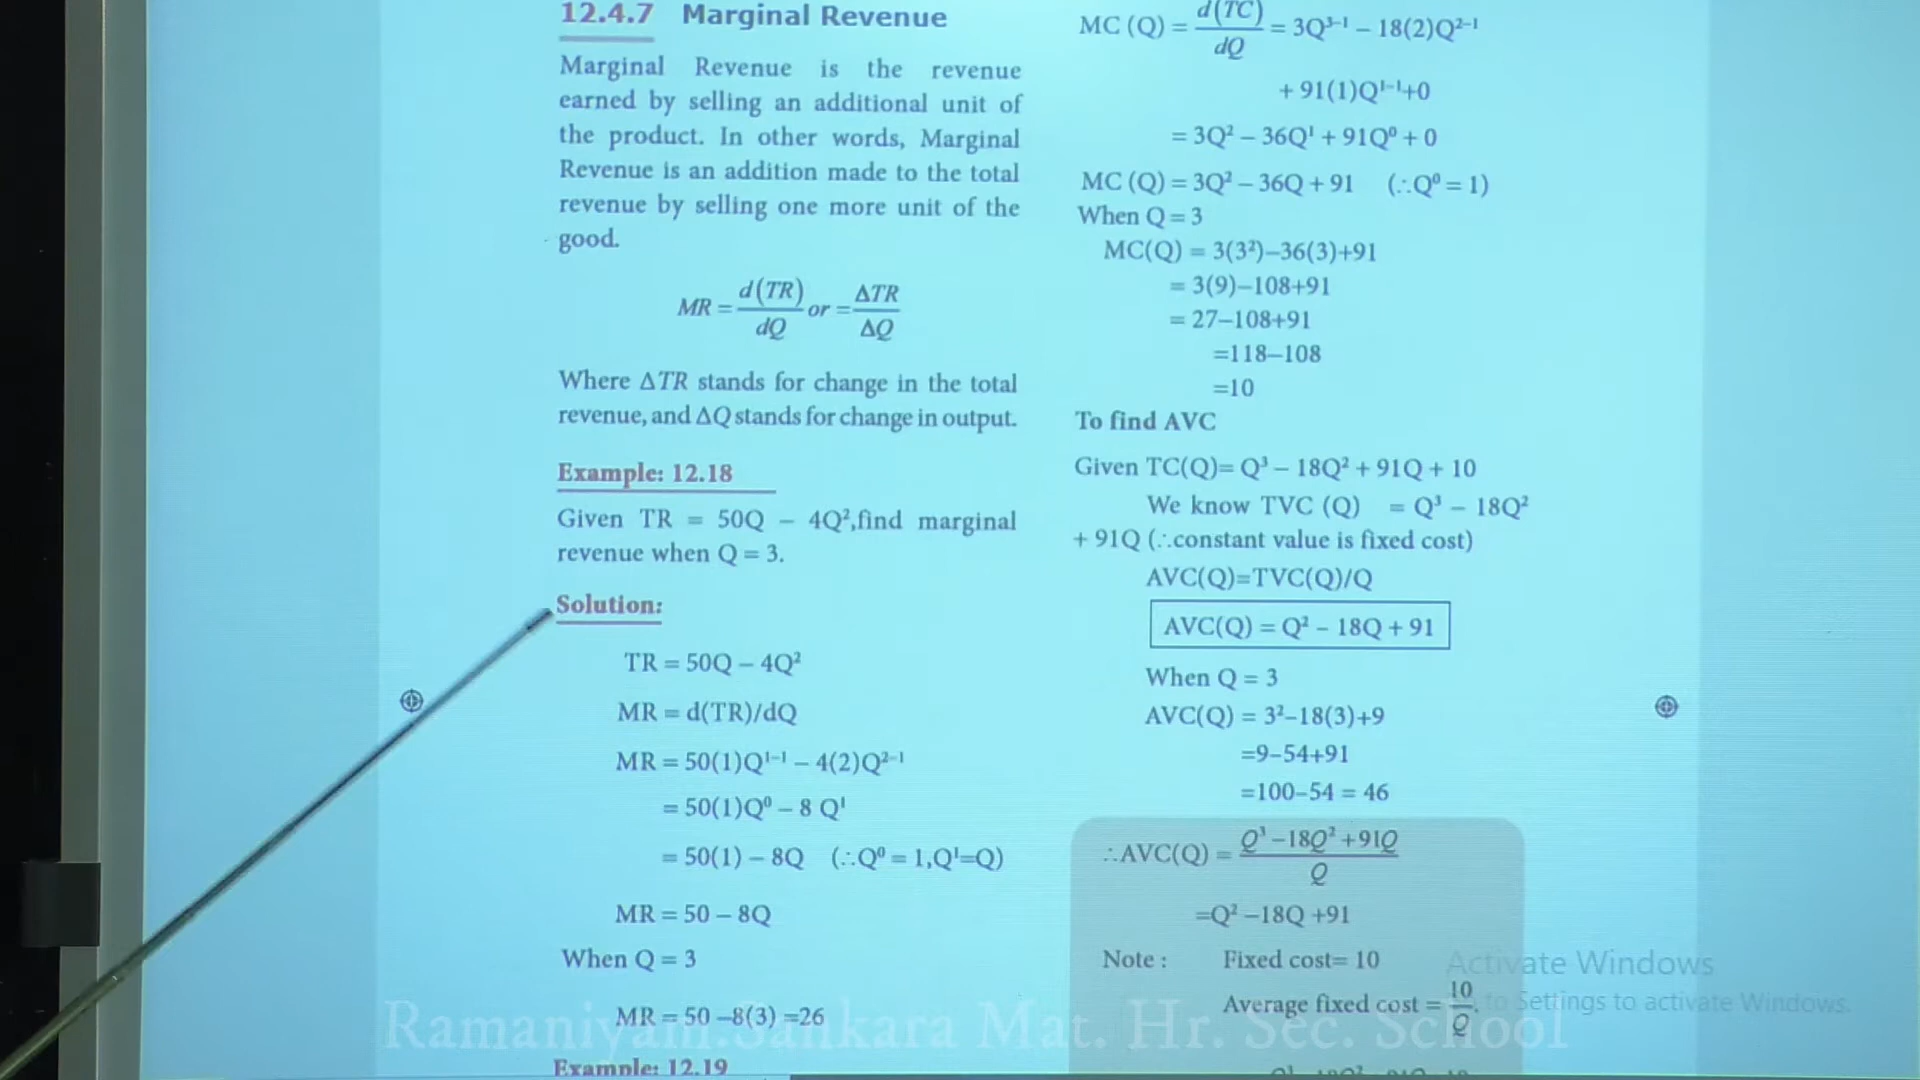 12.4.7 Marginal Revenue
Marginal Revenue is the revenue
earned by selling an additional unit of
the product. In other words, Marginal
Revenue is an addition made to the total
revenue by selling one more unit of the
good.
MR = d(TR)/dQ or = ΔTR/ΔQ
Where ΔTR stands for change in the total
revenue, and ΔQ stands for change in output.
Example: 12.18
Given TR = 50Q – 4Q²,find marginal
revenue when Q = 3.
Solution:
TR = 50Q – 4Q²
MR = d(TR)/dQ
MR = 50(1)Q¹⁻¹ – 4(2)Q²⁻¹
= 50(1)Q⁰ – 8 Q¹
= 50(1) – 8Q (∴Q⁰ = 1,Q¹=Q)
MR = 50 – 8Q
When Q = 3
MR = 50 –8(3) =26
Example: 12.19
MC (Q) = d(TC)/dQ = 3Q³⁻¹ – 18(2)Q²⁻¹
+ 91(1)Q¹⁻¹+0
= 3Q² – 36Q¹ + 91Q⁰ + 0
MC (Q) = 3Q² – 36Q + 91 (∴Q⁰ = 1)
When Q = 3
MC(Q) = 3(3²)–36(3)+91
= 3(9)–108+91
= 27–108+91
=118–108
=10
To find AVC
Given TC(Q)= Q³ – 18Q² + 91Q + 10
We know TVC (Q) = Q³ – 18Q²
+ 91Q (∴constant value is fixed cost)
AVC(Q)=TVC(Q)/Q
AVC(Q) = Q² – 18Q + 91
When Q = 3
AVC(Q) = 3²–18(3)+9
=9–54+91
=100–54 = 46
∴AVC(Q) = Q³ –18Q² +91Q/Q
=Q² –18Q +91
Note : Fixed cost= 10
Average fixed cost = 10/Q.
Activate Windows
to Settings to activate Windows.
Ramaniyam.Sankara Mat. Hr. Sec. School